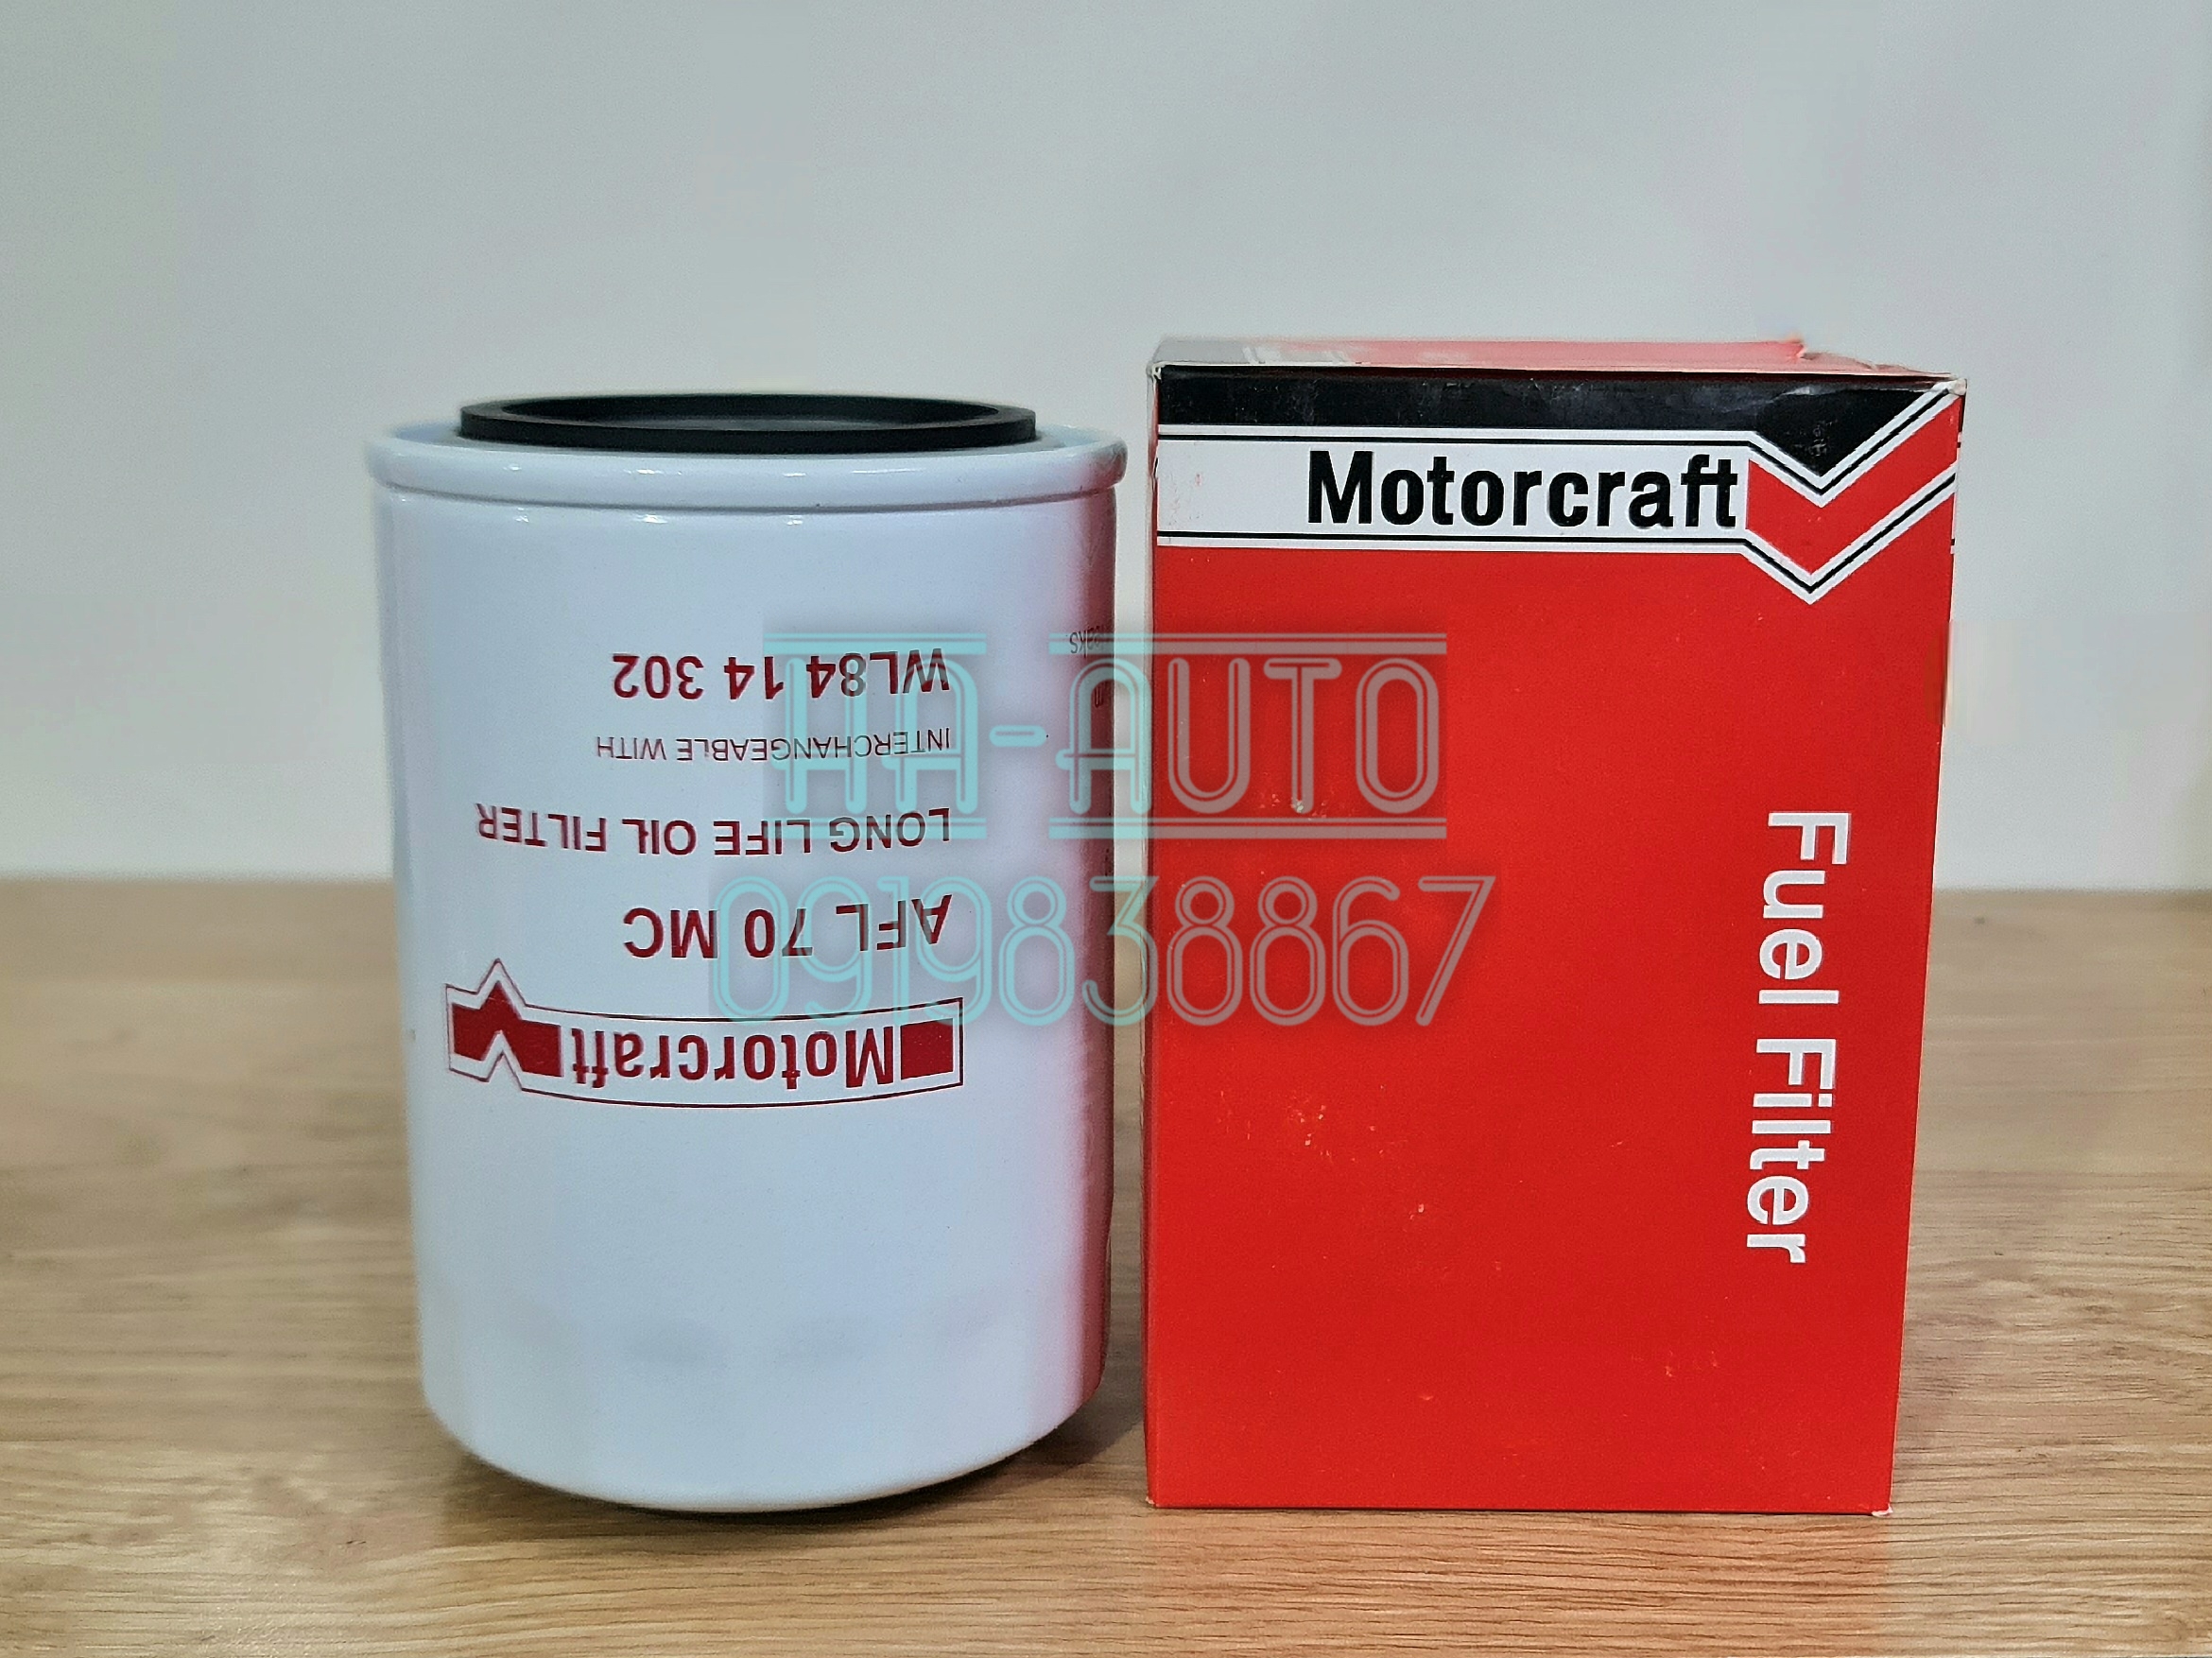 Motorcraft
AFL 70 MC
LONG LIFE OIL FILTER
INTERCHANGEABLE WITH
WL84 14 302
Motorcraft
Fuel Filter
HA-AUTO
0919838867